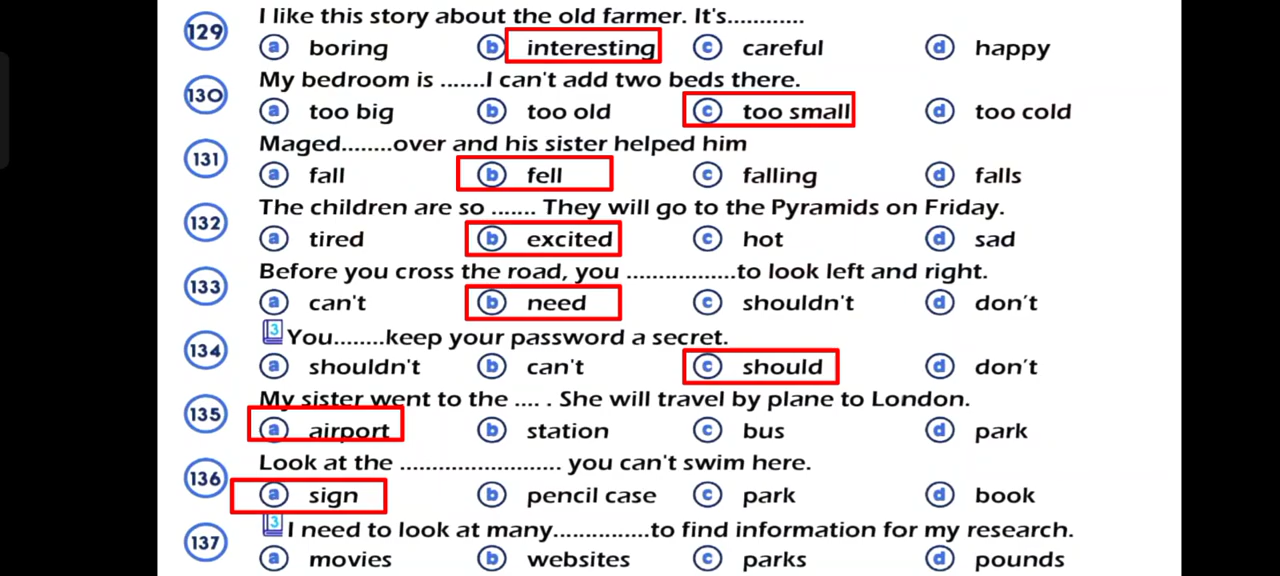 129 I like this story about the old farmer. It's............
a boring b interesting c careful d happy
130 My bedroom is .......I can't add two beds there.
a too big b too old c too small d too cold
131 Maged........over and his sister helped him
a fall b fell c falling d falls
132 The children are so ....... They will go to the Pyramids on Friday.
a tired b excited c hot d sad
133 Before you cross the road, you .................to look left and right.
a can't b need c shouldn't d don't
134 3 You........keep your password a secret.
a shouldn't b can't c should d don't
135 My sister went to the .... . She will travel by plane to London.
a airport b station c bus d park
136 Look at the ......................... you can't swim here.
a sign b pencil case c park d book
137 3 I need to look at many...............to find information for my research.
a movies b websites c parks d pounds